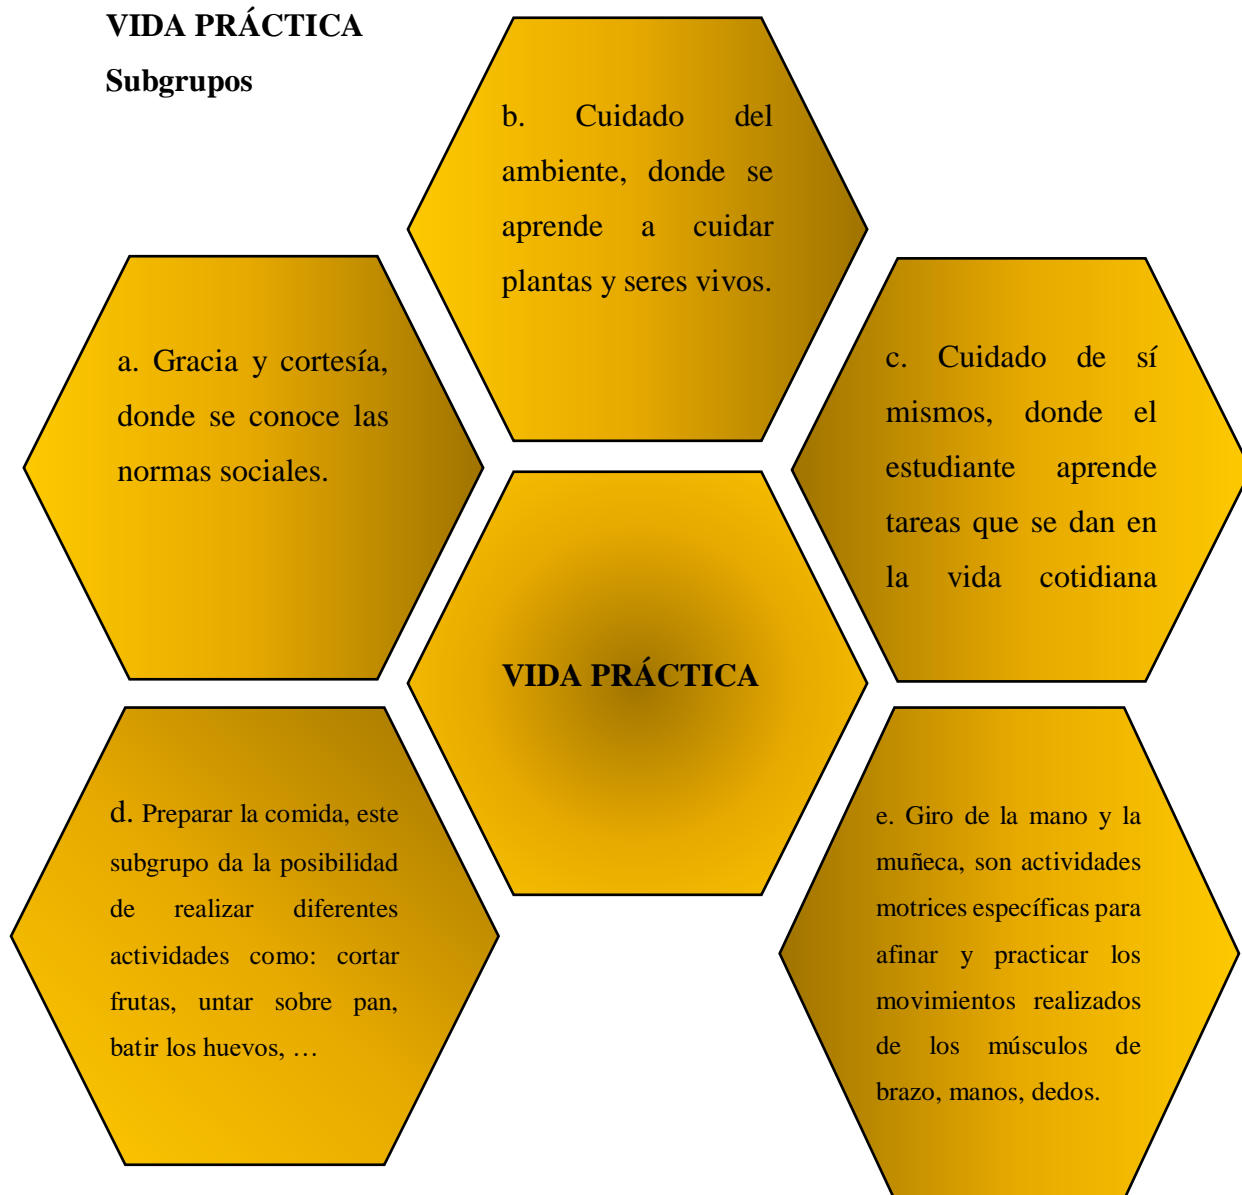 VIDA PRÁCTICA
Subgrupos
a. Gracia y cortesía,
donde se conoce las
normas sociales.
b. Cuidado del
ambiente, donde se
aprende a cuidar
plantas y seres vivos.
c. Cuidado de sí
mismos, donde el
estudiante aprende
tareas que se dan en
la vida cotidiana
VIDA PRÁCTICA
d. Preparar la comida, este
subgrupo da la posibilidad
de realizar diferentes
actividades como: cortar
frutas, untar sobre pan,
batir los huevos, …
e. Giro de la mano y la
muñeca, son actividades
motrices específicas para
afinar y practicar los
movimientos realizados
de los músculos de
brazo, manos, dedos.